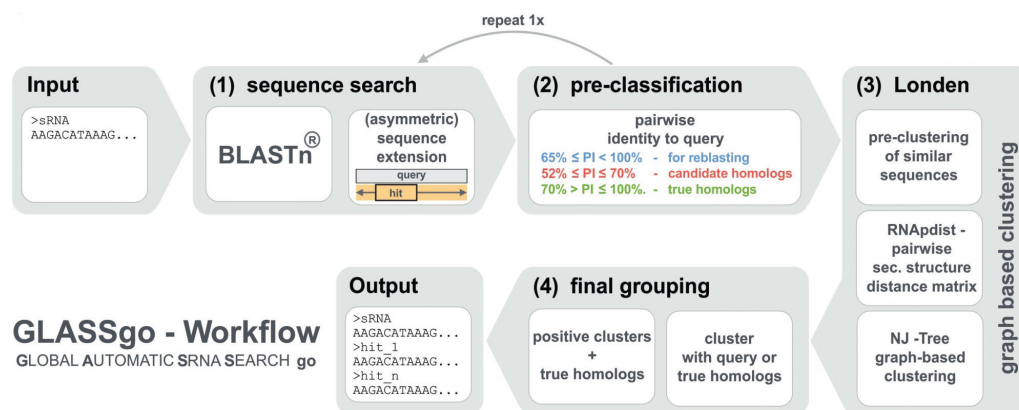 repeat 1x
Input
>sRNA
AAGACATAAAG...
(1) sequence search
BLASTn®
(asymmetric)
sequence
extension
query
hit
(2) pre-classification
pairwise
identity to query
65% ≤ PI < 100% - for reblasting
52% ≤ PI ≤ 70% - candidate homologs
70% > PI ≤ 100%. - true homologs
(3) Londen
pre-clustering
of similar
sequences
RNApdist -
pairwise
sec. structure
distance matrix
NJ -Tree
graph-based
clustering
graph based clustering
(4) final grouping
positive clusters
+
true homologs
cluster
with query or
true homologs
Output
>sRNA
AAGACATAAAG...
>hit_1
AAGACATAAAG...
>hit_n
AAGACATAAAG...
GLASSgo - Workflow
GLOBAL AUTOMATIC SRNA SEARCH go